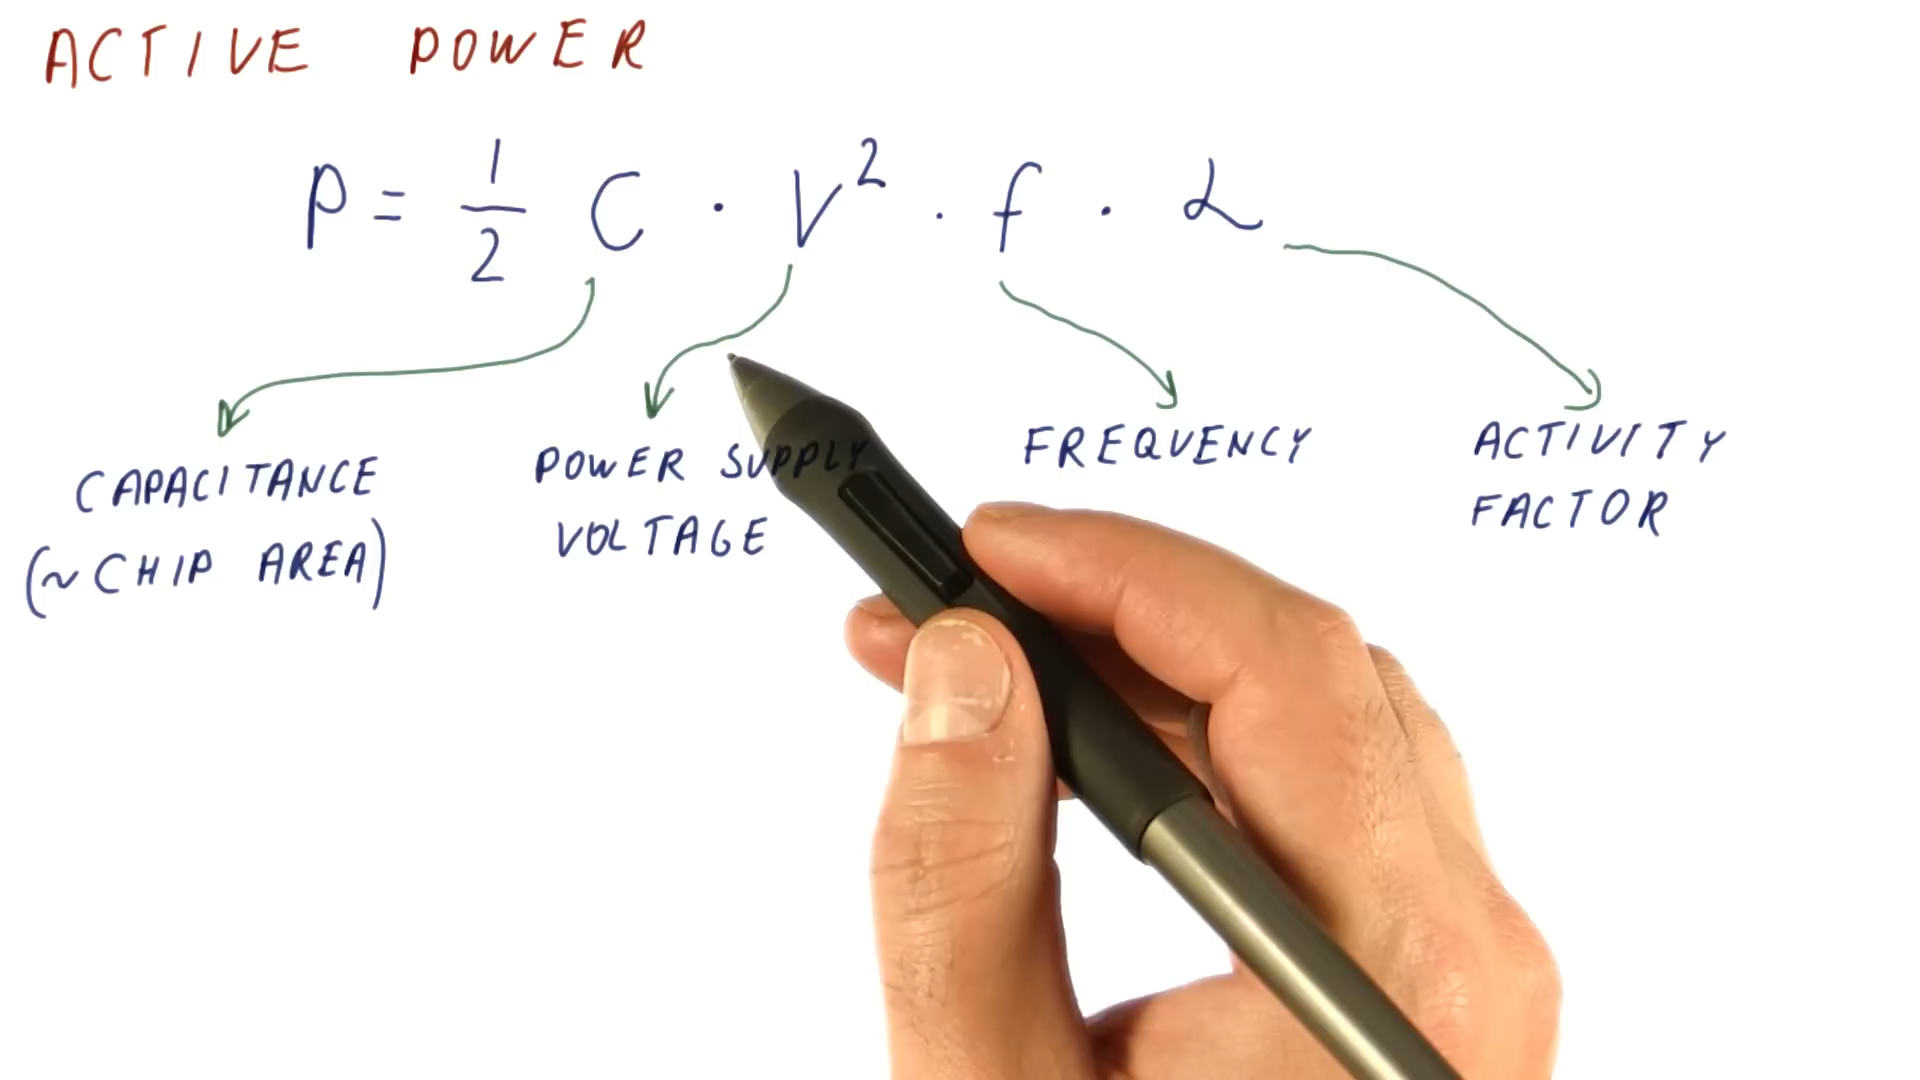 ACTIVE POWER
P = 1/2 C · V² · f · α
CAPACITANCE
(~CHIP AREA)
POWER SUPPLY
VOLTAGE
FREQUENCY
ACTIVITY
FACTOR